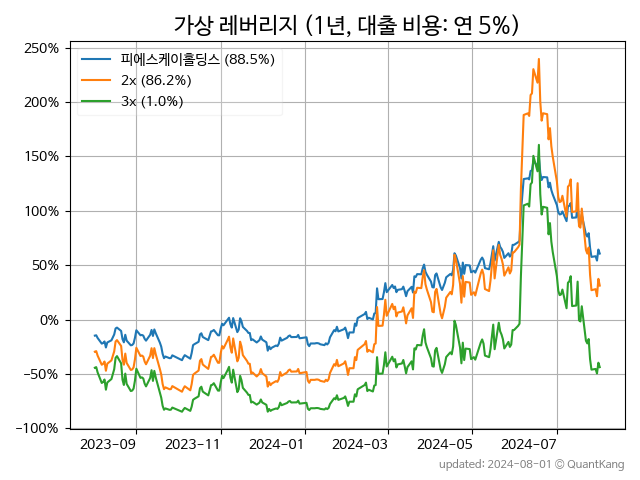 가상 레버리지 (1년, 대출 비용: 연 5%)
250%
200%
150%
100%
50%
0%
−50%
−100%
피에스케이홀딩스 (88.5%)
2x (86.2%)
3x (1.0%)
2023-09 2023-11 2024-01 2024-03 2024-05 2024-07
updated: 2024-08-01 © QuantKang